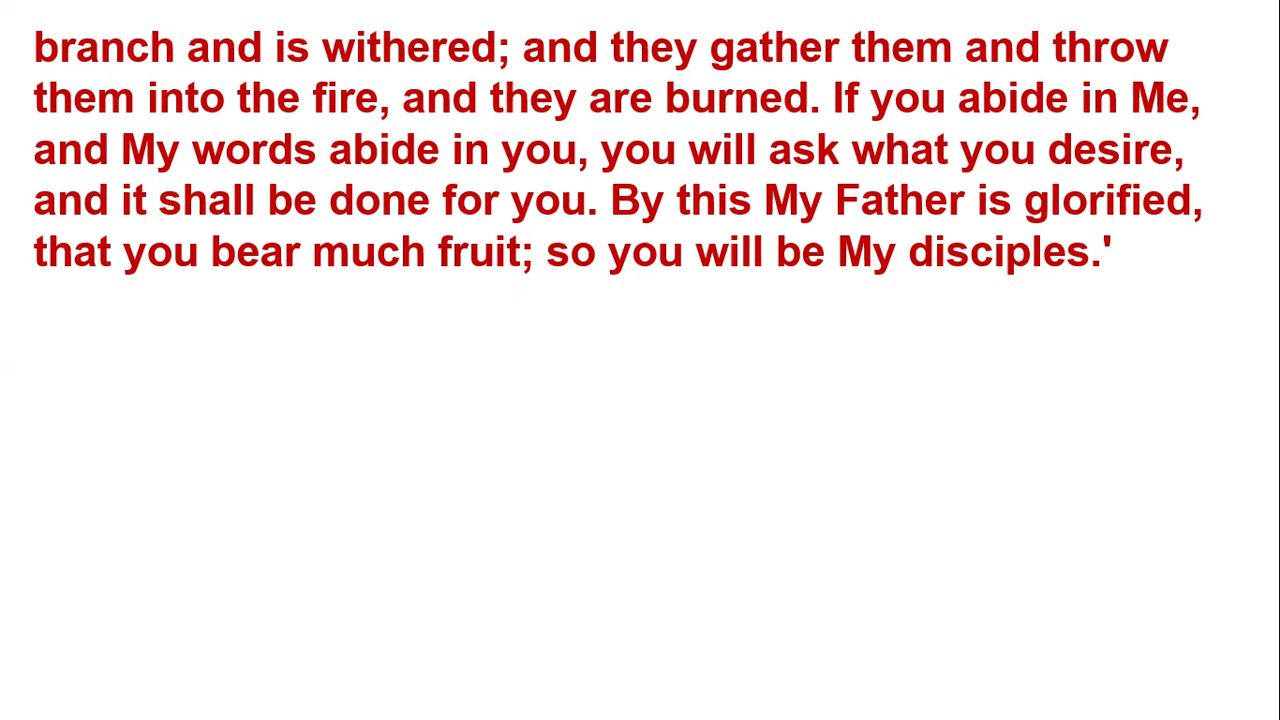 branch and is withered; and they gather them and throw
them into the fire, and they are burned. If you abide in Me,
and My words abide in you, you will ask what you desire,
and it shall be done for you. By this My Father is glorified,
that you bear much fruit; so you will be My disciples.'